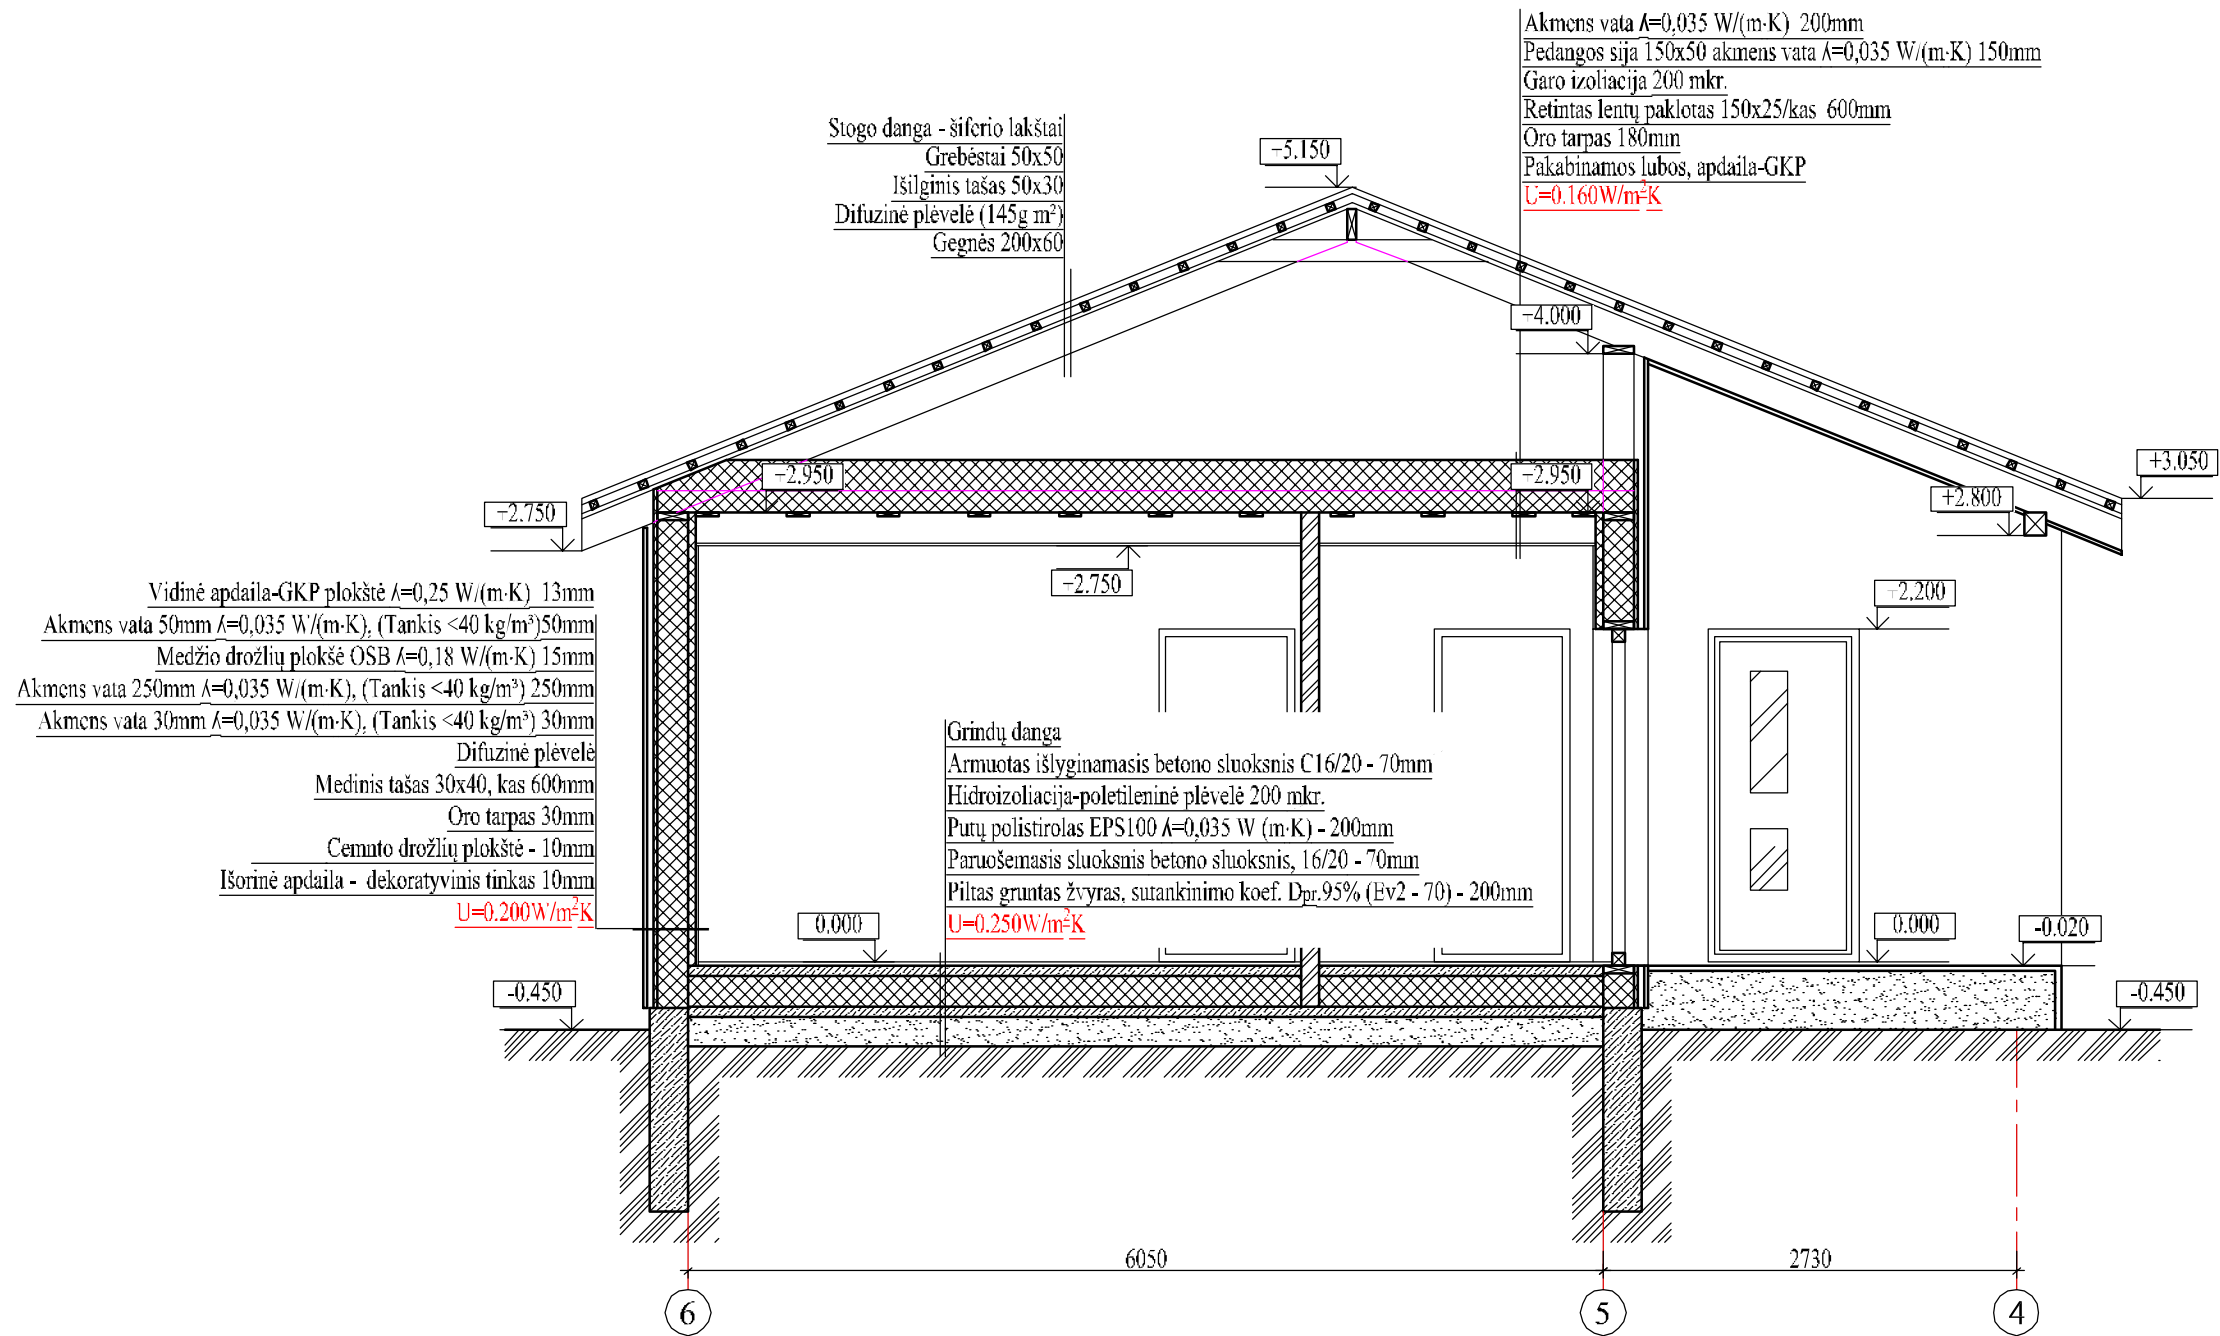 Akmens vata Λ=0,035 W/(m·K) 200mm
Pedangos sija 150x50 akmens vata Λ=0,035 W/(m·K) 150mm
Garo izoliacija 200 mkr.
Retintas lentų paklotas 150x25/kas 600mm
Oro tarpas 180mm
Pakabinamos lubos, apdaila-GKP
U=0.160W/m²K
Stogo danga - šiferio lakštai
Grebėstai 50x50
Išilginis tašas 50x30
Difuzinė plėvelė (145g m²)
Gegnės 200x60
+5.150
+4.000
+2.950
+2.950
+3.050
+2.750
+2.800
+2.750
+2.200
Vidinė apdaila-GKP plokštė Λ=0,25 W/(m·K) 13mm
Akmens vata 50mm Λ=0,035 W/(m·K), (Tankis <40 kg/m³)50mm
Medžio drožlių plokšė OSB Λ=0,18 W/(m·K) 15mm
Akmens vata 250mm Λ=0,035 W/(m·K), (Tankis <40 kg/m³) 250mm
Akmens vata 30mm Λ=0,035 W/(m·K), (Tankis <40 kg/m³) 30mm
Difuzinė plėvelė
Medinis tašas 30x40, kas 600mm
Oro tarpas 30mm
Cemnto drožlių plokštė - 10mm
Išorinė apdaila - dekoratyvinis tinkas 10mm
U=0.200W/m²K
Grindų danga
Armuotas išlyginamasis betono sluoksnis C16/20 - 70mm
Hidroizoliacija-poletileninė plėvelė 200 mkr.
Putų polistirolas EPS100 Λ=0,035 W (m·K) - 200mm
Paruošemasis sluoksnis betono sluoksnis, 16/20 - 70mm
Piltas gruntas žvyras, sutankinimo koef. Dpr.95% (Ev2 - 70) - 200mm
U=0.250W/m²K
0.000
0.000
-0.020
-0.450
-0.450
6050
2730
6
5
4